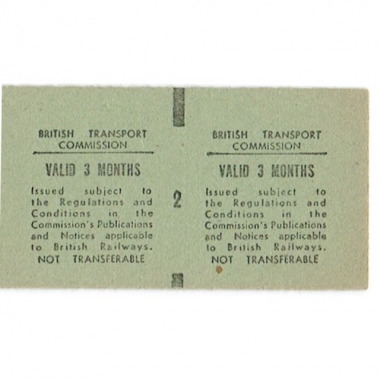 BRITISH TRANSPORT
COMMISSION
VALID 3 MONTHS
Issued subject to
the Regulations and
Conditions in the
Commission's Publications
and Notices applicable
to British Railways.
NOT TRANSFERABLE
2
BRITISH TRANSPORT
COMMISSION
VALID 3 MONTHS
Issued subject to
the Regulations and
Conditions in the
Commission's Publications
and Notices applicable
to British Railways.
NOT TRANSFERABLE